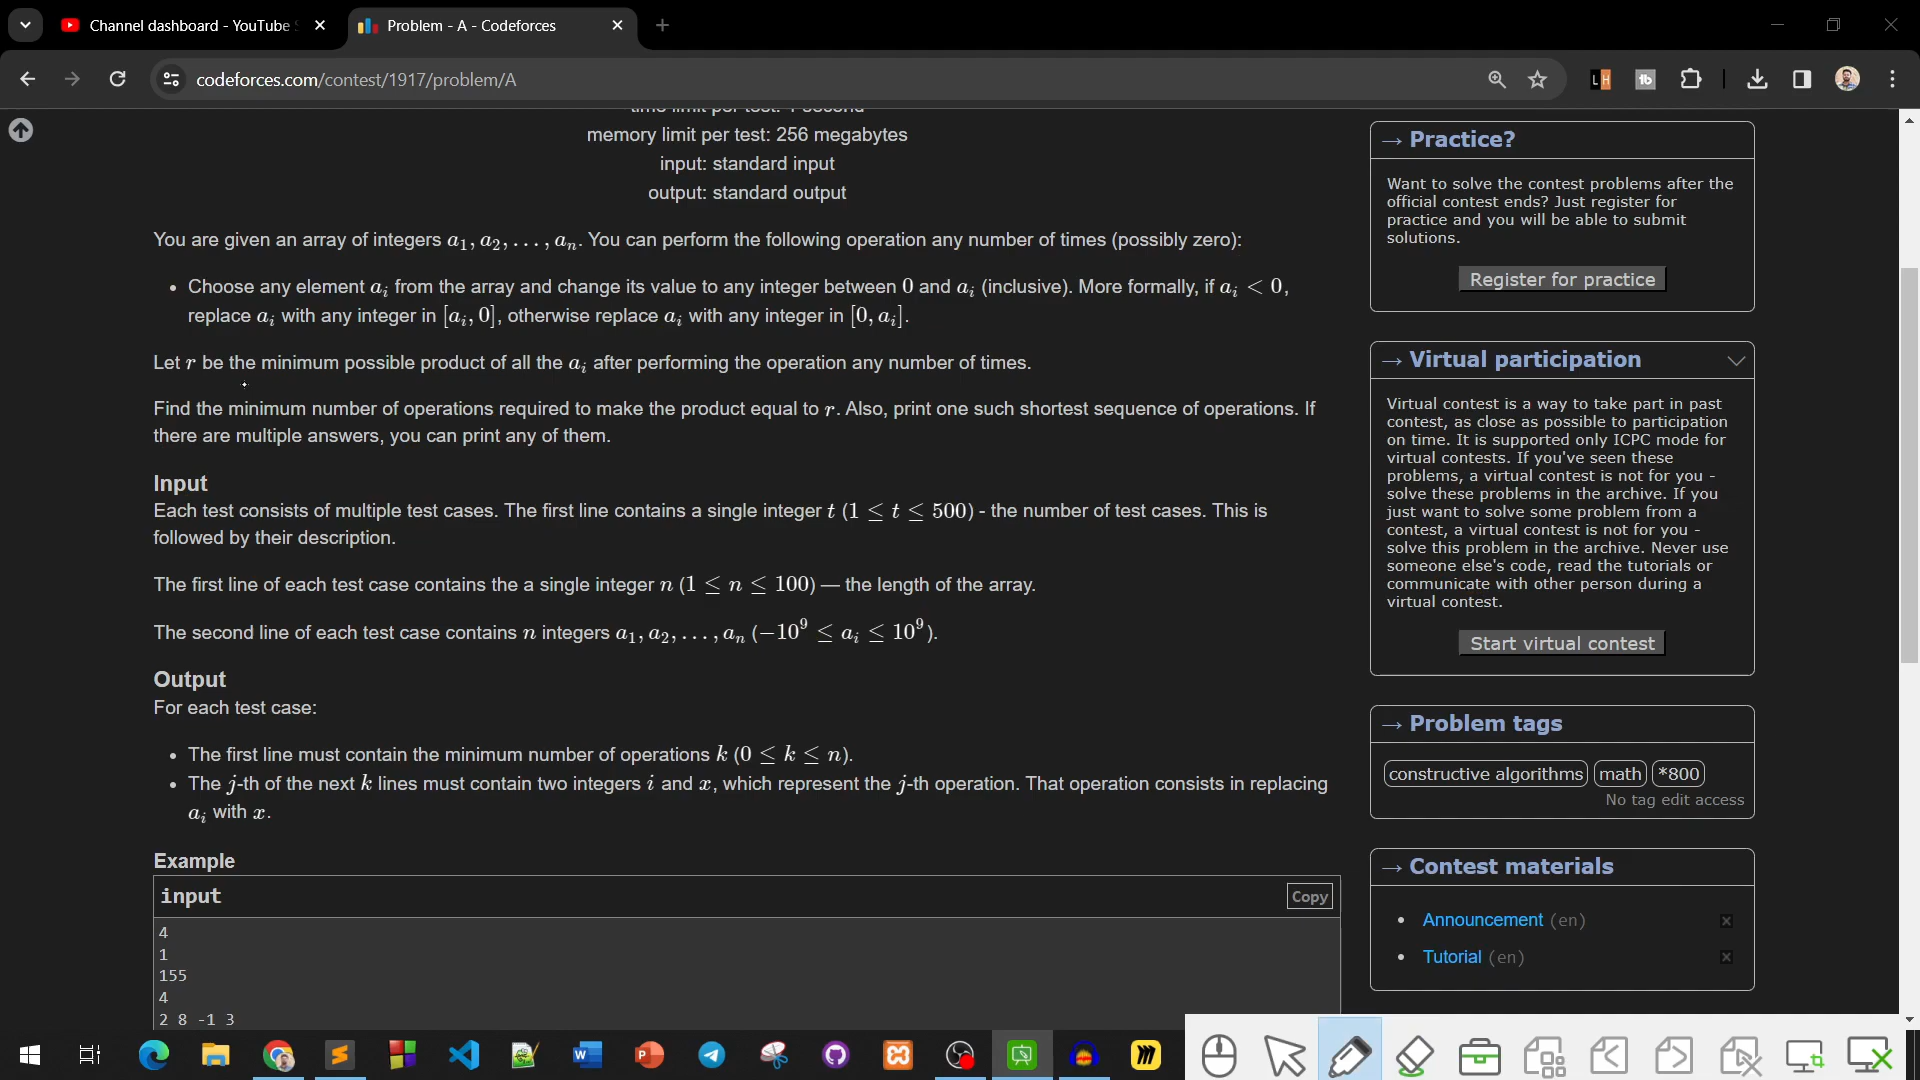 Channel dashboard - YouTube
Problem - A - Codeforces
codeforces.com/contest/1917/problem/A
time limit per test: 1 second
memory limit per test: 256 megabytes
input: standard input
output: standard output
You are given an array of integers a1, a2, ..., an. You can perform the following operation any number of times (possibly zero):
• Choose any element ai from the array and change its value to any integer between 0 and ai (inclusive). More formally, if ai < 0,
replace ai with any integer in [ai, 0], otherwise replace ai with any integer in [0, ai].
Let r be the minimum possible product of all the ai after performing the operation any number of times.
Find the minimum number of operations required to make the product equal to r. Also, print one such shortest sequence of operations. If
there are multiple answers, you can print any of them.
Input
Each test consists of multiple test cases. The first line contains a single integer t (1 ≤ t ≤ 500) - the number of test cases. This is
followed by their description.
The first line of each test case contains the a single integer n (1 ≤ n ≤ 100) — the length of the array.
The second line of each test case contains n integers a1, a2, ..., an (−10^9 ≤ ai ≤ 10^9).
Output
For each test case:
• The first line must contain the minimum number of operations k (0 ≤ k ≤ n).
• The j-th of the next k lines must contain two integers i and x, which represent the j-th operation. That operation consists in replacing
ai with x.
Example
input
Copy
4
1
155
4
2 8 -1 3
→ Practice?
Want to solve the contest problems after the
official contest ends? Just register for
practice and you will be able to submit
solutions.
Register for practice
→ Virtual participation
Virtual contest is a way to take part in past
contest, as close as possible to participation
on time. It is supported only ICPC mode for
virtual contests. If you've seen these
problems, a virtual contest is not for you -
solve these problems in the archive. If you
just want to solve some problem from a
contest, a virtual contest is not for you -
solve this problem in the archive. Never use
someone else's code, read the tutorials or
communicate with other person during a
virtual contest.
Start virtual contest
→ Problem tags
constructive algorithms math *800
No tag edit access
→ Contest materials
• Announcement (en)
• Tutorial (en)